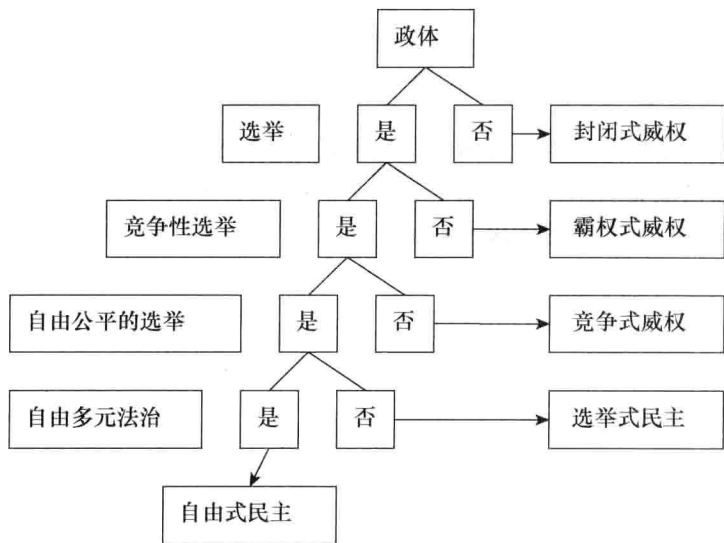 政体
选举 是 否 封闭式威权
竞争性选举 是 否 霸权式威权
自由公平的选举 是 否 竞争式威权
自由多元法治 是 否 选举式民主
自由式民主